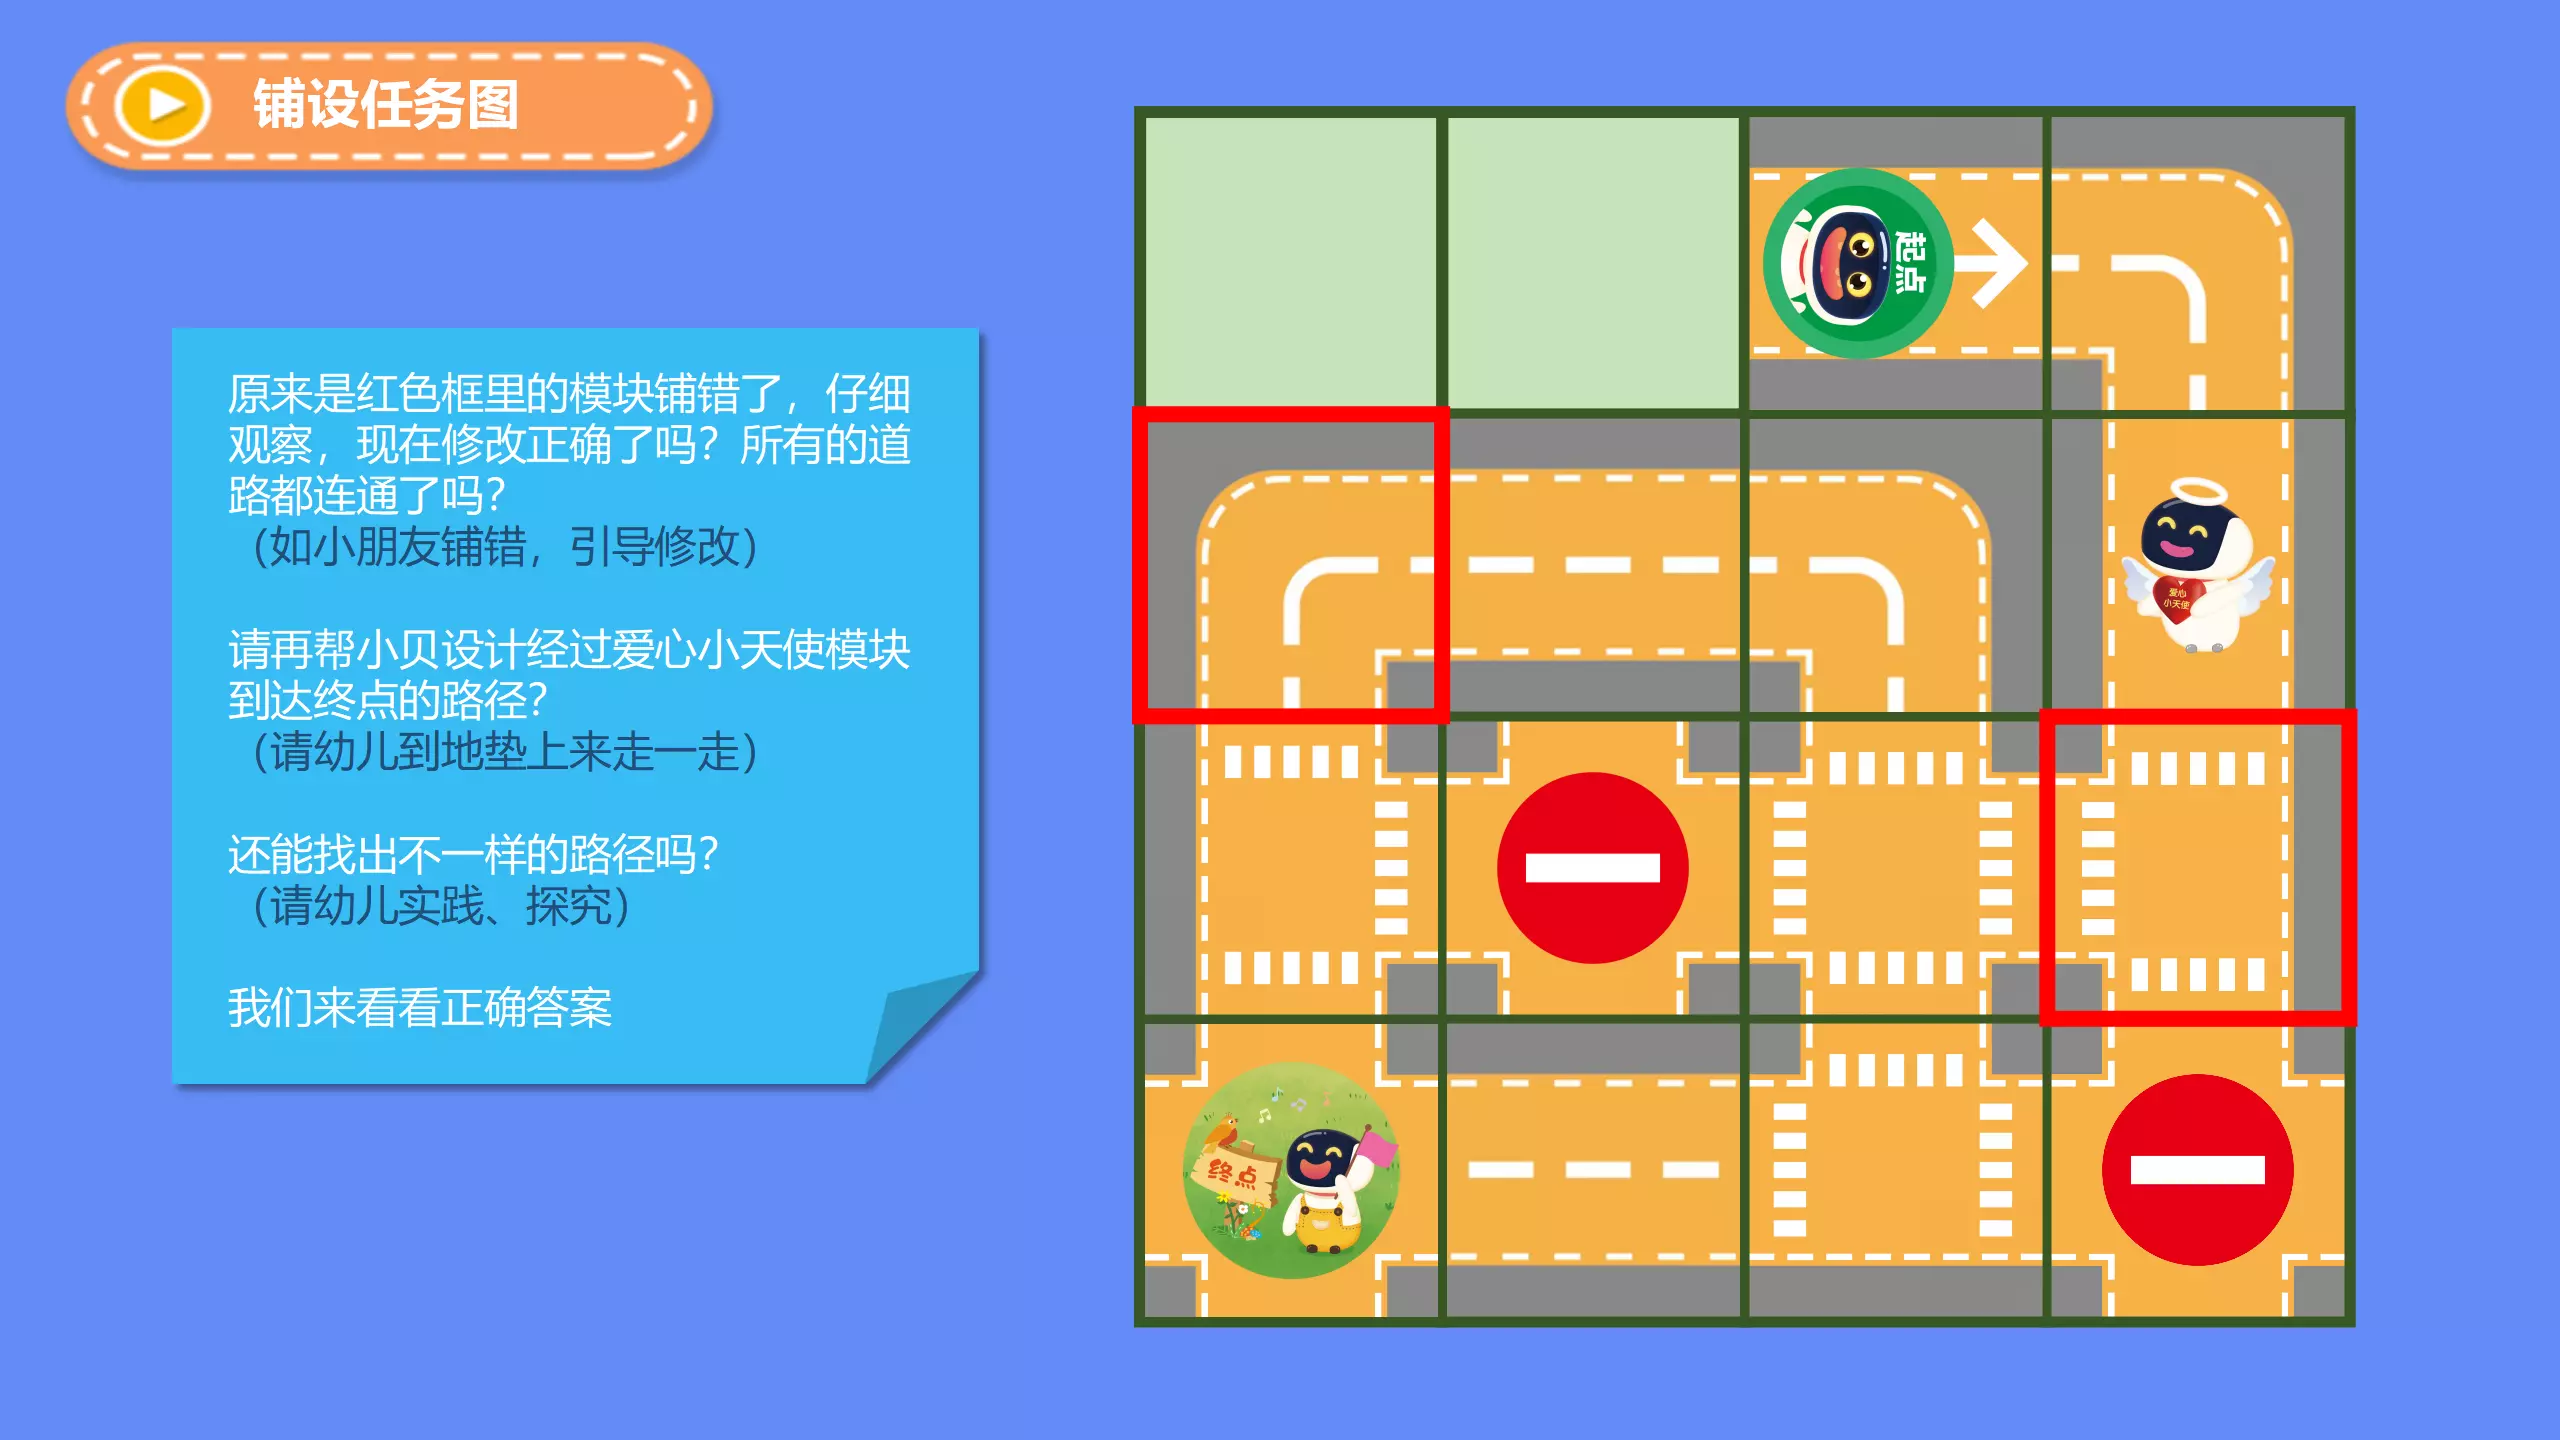 铺设任务图
原来是红色框里的模块铺错了，仔细
观察，现在修改正确了吗？所有的道
路都连通了吗？
（如小朋友铺错，引导修改）
请再帮小贝设计经过爱心小天使模块
到达终点的路径？
（请幼儿到地垫上来走一走）
还能找出不一样的路径吗？
（请幼儿实践、探究）
我们来看看正确答案
起点
爱心
小天使
终点